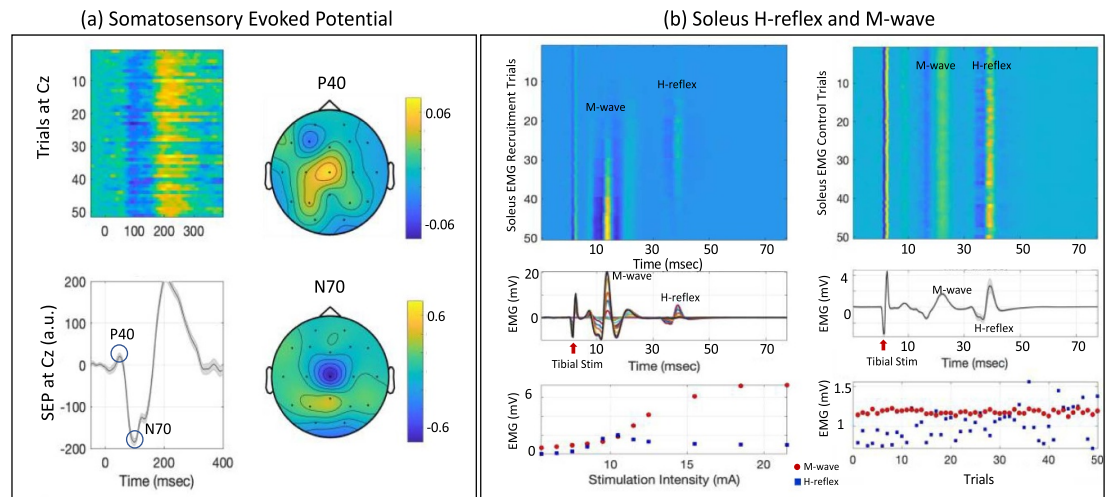 (a) Somatosensory Evoked Potential
Trials at Cz
10
20
30
40
50
0 100 200 300
P40
0.06
-0.06
SEP at Cz (a.u.)
200
100
0
-100
-200
P40
N70
0 200 400
Time (msec)
N70
0.6
-0.6
(b) Soleus H-reflex and M-wave
Soleus EMG Recruitment Trials
10
20
30
40
50
M-wave
H-reflex
10 30 50 70
Time (msec)
Soleus EMG Control Trials
10
20
30
40
50
M-wave H-reflex
10 30 50 70
EMG (mV)
20
0
M-wave
H-reflex
10 30 50 70
Tibial Stim
Time (msec)
EMG (mV)
4
0
M-wave
H-reflex
10 30 50 70
Tibial Stim
Time (msec)
EMG (mV)
6
0
10 15 20
Stimulation Intensity (mA)
M-wave
H-reflex
EMG (mV)
1.5
1
0 10 20 30 40 50
Trials